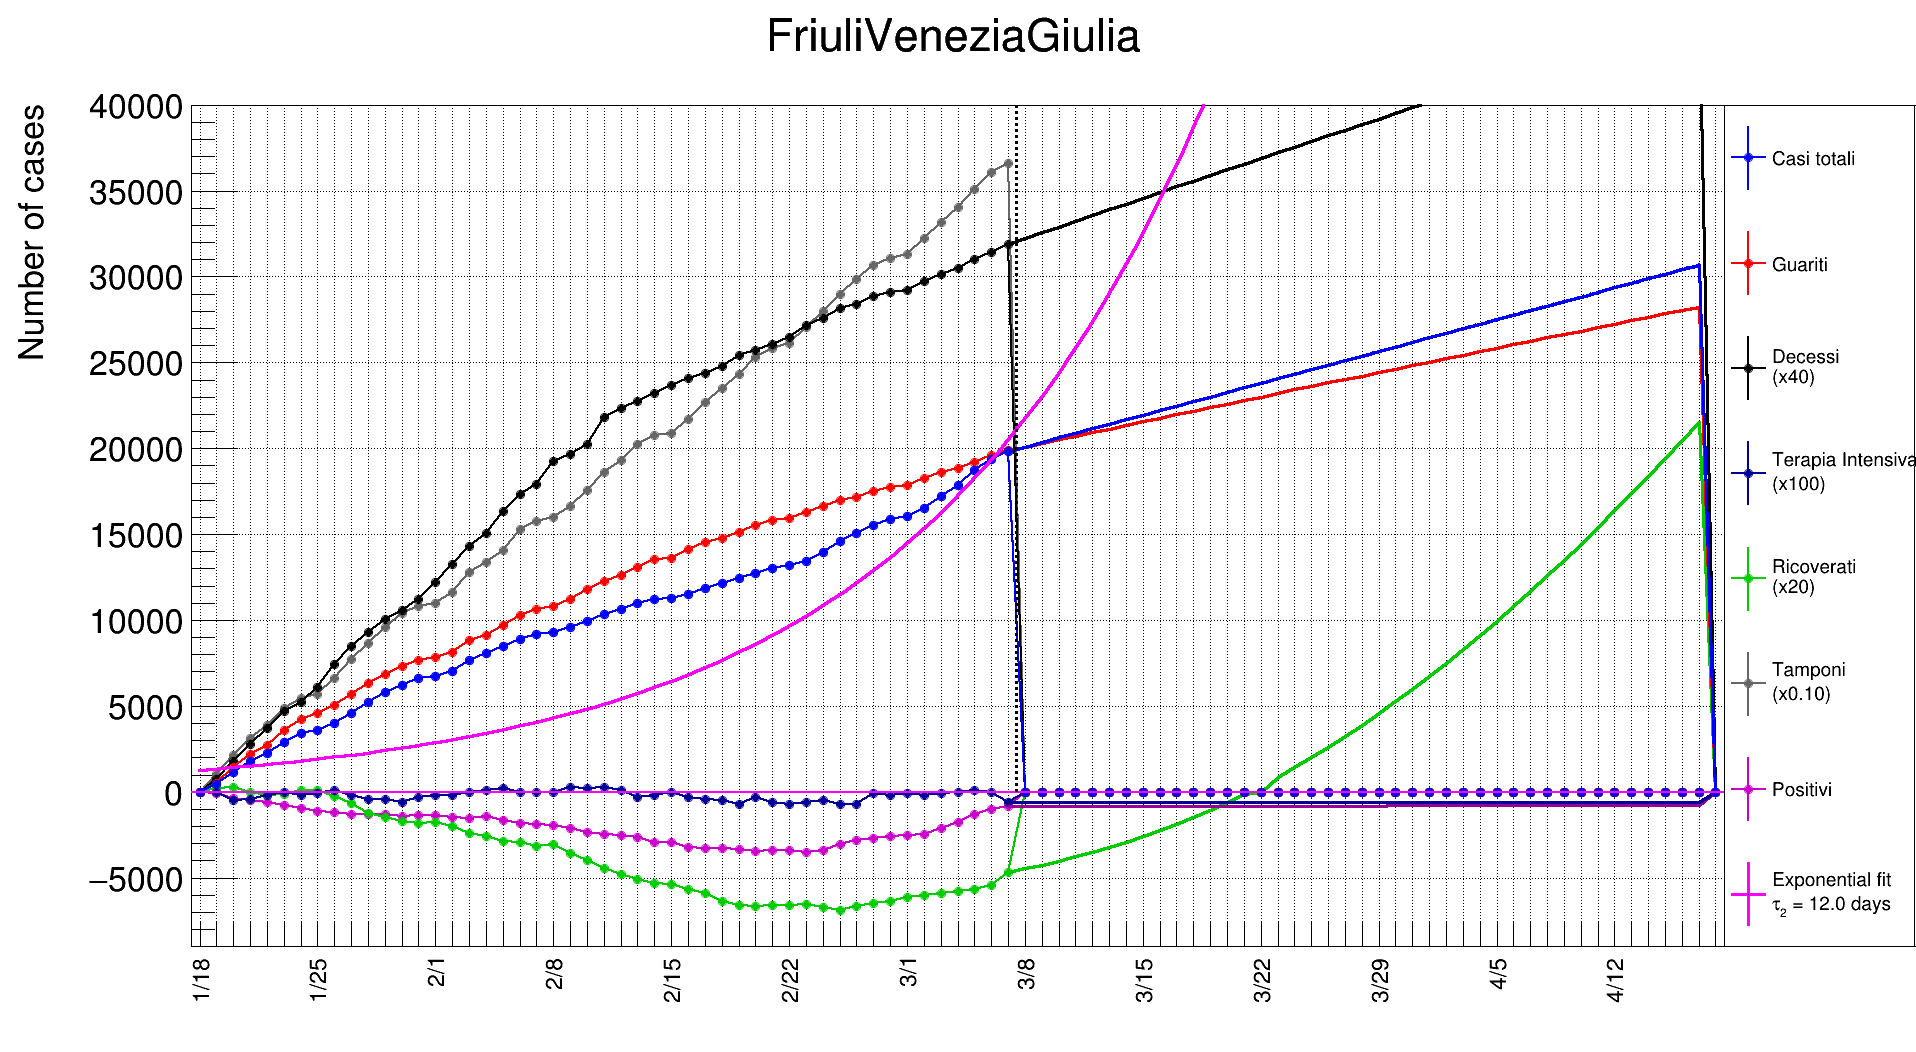 FriuliVeneziaGiulia
Number of cases
40000
35000
30000
25000
20000
15000
10000
5000
0
−5000
1/18
1/25
2/1
2/8
2/15
2/22
3/1
3/8
3/15
3/22
3/29
4/5
4/12
Casi totali
Guariti
Decessi
(x40)
Terapia Intensiva
(x100)
Ricoverati
(x20)
Tamponi
(x0.10)
Positivi
Exponential fit
τ2 = 12.0 days